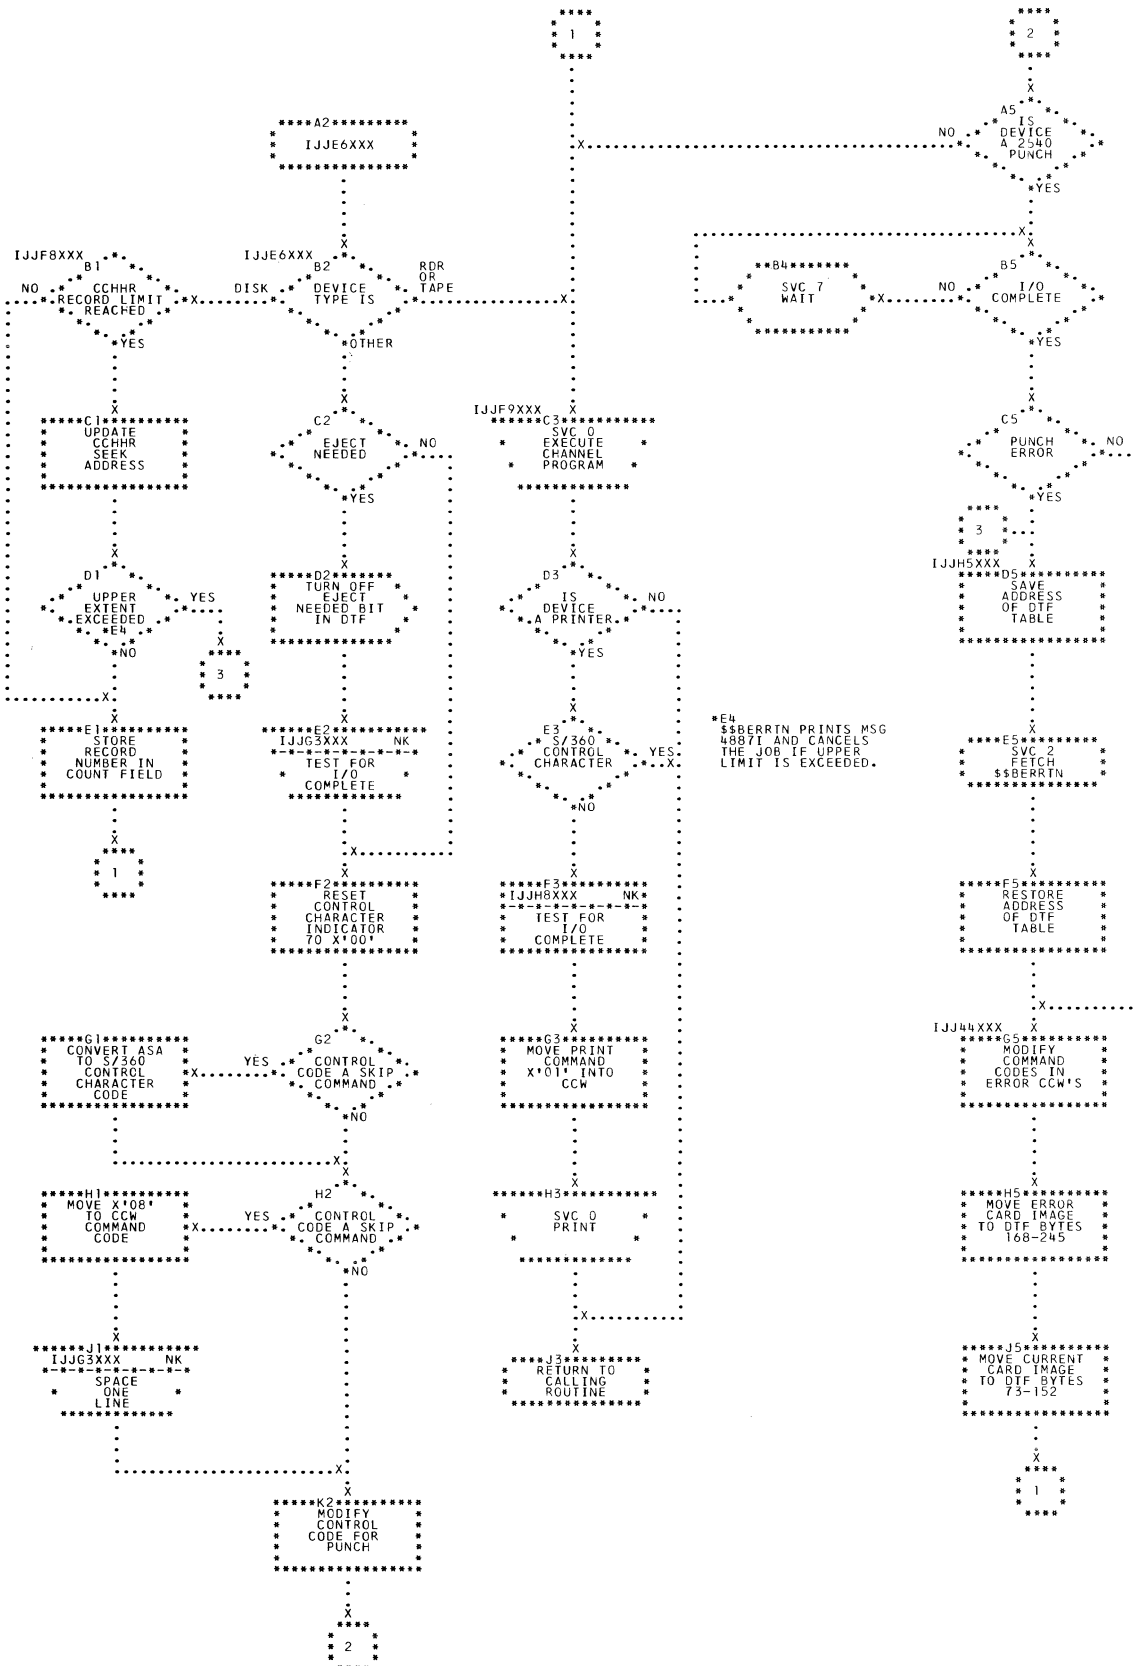 1
2
A2
IJJE6XXX
A5
IS
DEVICE
A 2540
PUNCH
NO
YES
IJJF8XXX
B1
CCHHR
RECORD LIMIT
REACHED
NO
YES
IJJE6XXX
B2
DEVICE
TYPE IS
DISK
RDR
OR
TAPE
OTHER
B4
SVC 7
WAIT
B5
I/O
COMPLETE
NO
YES
C1
UPDATE
CCHHR
SEEK
ADDRESS
C2
EJECT
NEEDED
NO
YES
IJJF9XXX
C3
SVC 0
EXECUTE
CHANNEL
PROGRAM
C5
PUNCH
ERROR
NO
YES
3
D1
UPPER
EXTENT
EXCEEDED
*E4
YES
NO
3
D2
TURN OFF
EJECT
NEEDED BIT
IN DTF
D3
IS
DEVICE
A PRINTER
NO
YES
IJJH5XXX
D5
SAVE
ADDRESS
OF DTF
TABLE
E1
STORE
RECORD
NUMBER IN
COUNT FIELD
E2
IJJG3XXX NK
TEST FOR
I/O
COMPLETE
E3
S/360
CONTROL
CHARACTER
YES
NO
*E4
$$BERRTN PRINTS MSG
4887I AND CANCELS
THE JOB IF UPPER
LIMIT IS EXCEEDED.
E5
SVC 2
FETCH
$$BERRTN
1
F2
RESET
CONTROL
CHARACTER
INDICATOR
70 X'00'
F3
IJJH8XXX NK
TEST FOR
I/O
COMPLETE
F5
RESTORE
ADDRESS
OF DTF
TABLE
G1
CONVERT ASA
TO S/360
CONTROL
CHARACTER
CODE
G2
CONTROL
CODE A SKIP
COMMAND
YES
NO
G3
MOVE PRINT
COMMAND
X'01' INTO
CCW
IJJ44XXX
G5
MODIFY
COMMAND
CODES IN
ERROR CCW'S
H1
MOVE X'08'
TO CCW
COMMAND
CODE
H2
CONTROL
CODE A SKIP
COMMAND
YES
NO
H3
SVC 0
PRINT
H5
MOVE ERROR
CARD IMAGE
TO DTF BYTES
168-245
J1
IJJG3XXX NK
SPACE
ONE
LINE
J3
RETURN TO
CALLING
ROUTINE
J5
MOVE CURRENT
CARD IMAGE
TO DTF BYTES
73-152
K2
MODIFY
CONTROL
CODE FOR
PUNCH
1
2